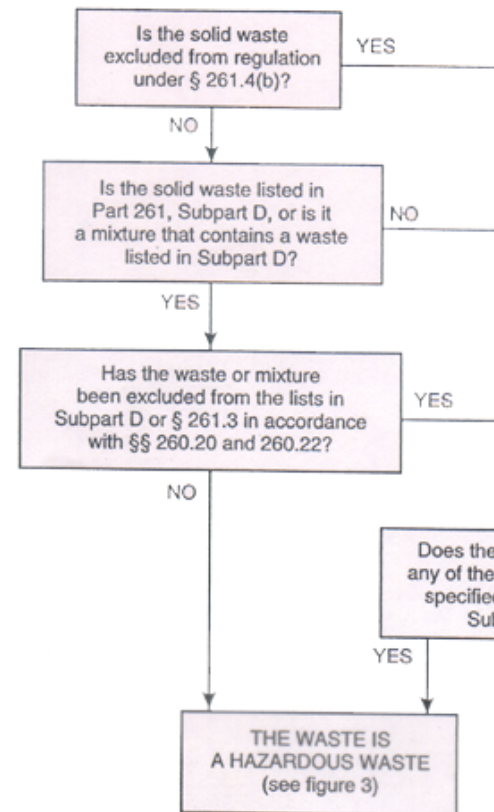 Is the solid waste
excluded from regulation
under § 261.4(b)?
YES
NO
Is the solid waste listed in
Part 261, Subpart D, or is it
a mixture that contains a waste
listed in Subpart D?
NO
YES
Has the waste or mixture
been excluded from the lists in
Subpart D or § 261.3 in accordance
with §§ 260.20 and 260.22?
YES
NO
Does the
any of the
specified
YES
THE WASTE IS
A HAZARDOUS WASTE
(see figure 3)